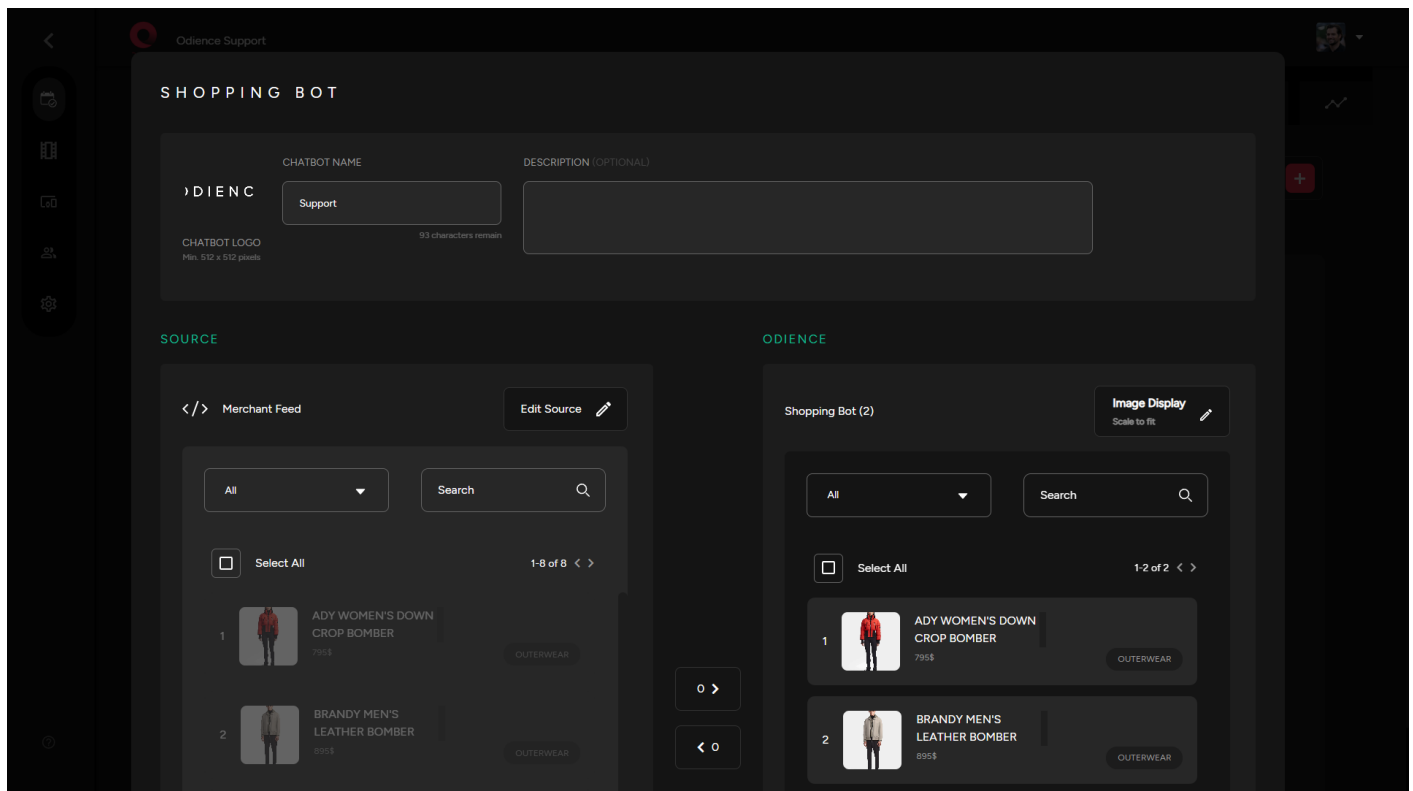 Odience Support
SHOPPING BOT
CHATBOT NAME
DESCRIPTION (OPTIONAL)
DIENC
Support
93 characters remain
CHATBOT LOGO
Min. 512 x 512 pixels
SOURCE
</> Merchant Feed
Edit Source
All
Search
Select All
1-8 of 8 < >
1
ADY WOMEN'S DOWN
CROP BOMBER
795$
OUTERWEAR
2
BRANDY MEN'S
LEATHER BOMBER
895$
OUTERWEAR
0 >
< 0
ODIENCE
Shopping Bot (2)
Image Display
Scale to fit
All
Search
Select All
1-2 of 2 < >
1
ADY WOMEN'S DOWN
CROP BOMBER
795$
OUTERWEAR
2
BRANDY MEN'S
LEATHER BOMBER
895$
OUTERWEAR